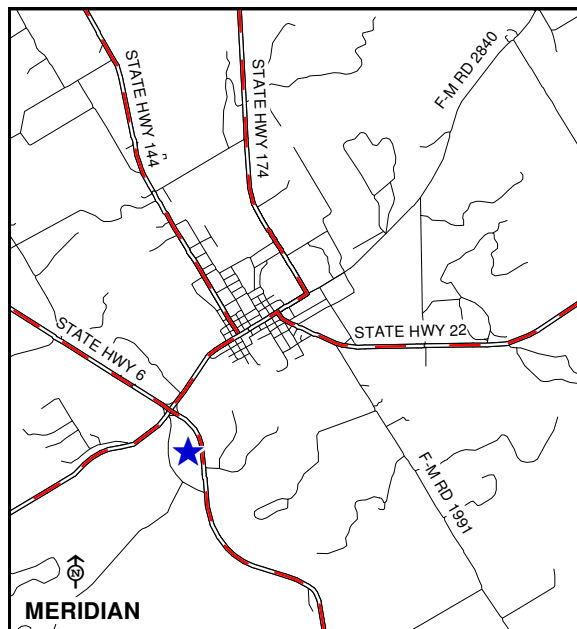 F-M RD 2840
STATE HWY 144
STATE HWY 174
STATE HWY 22
STATE HWY 6
F-M RD 1991
N
MERIDIAN